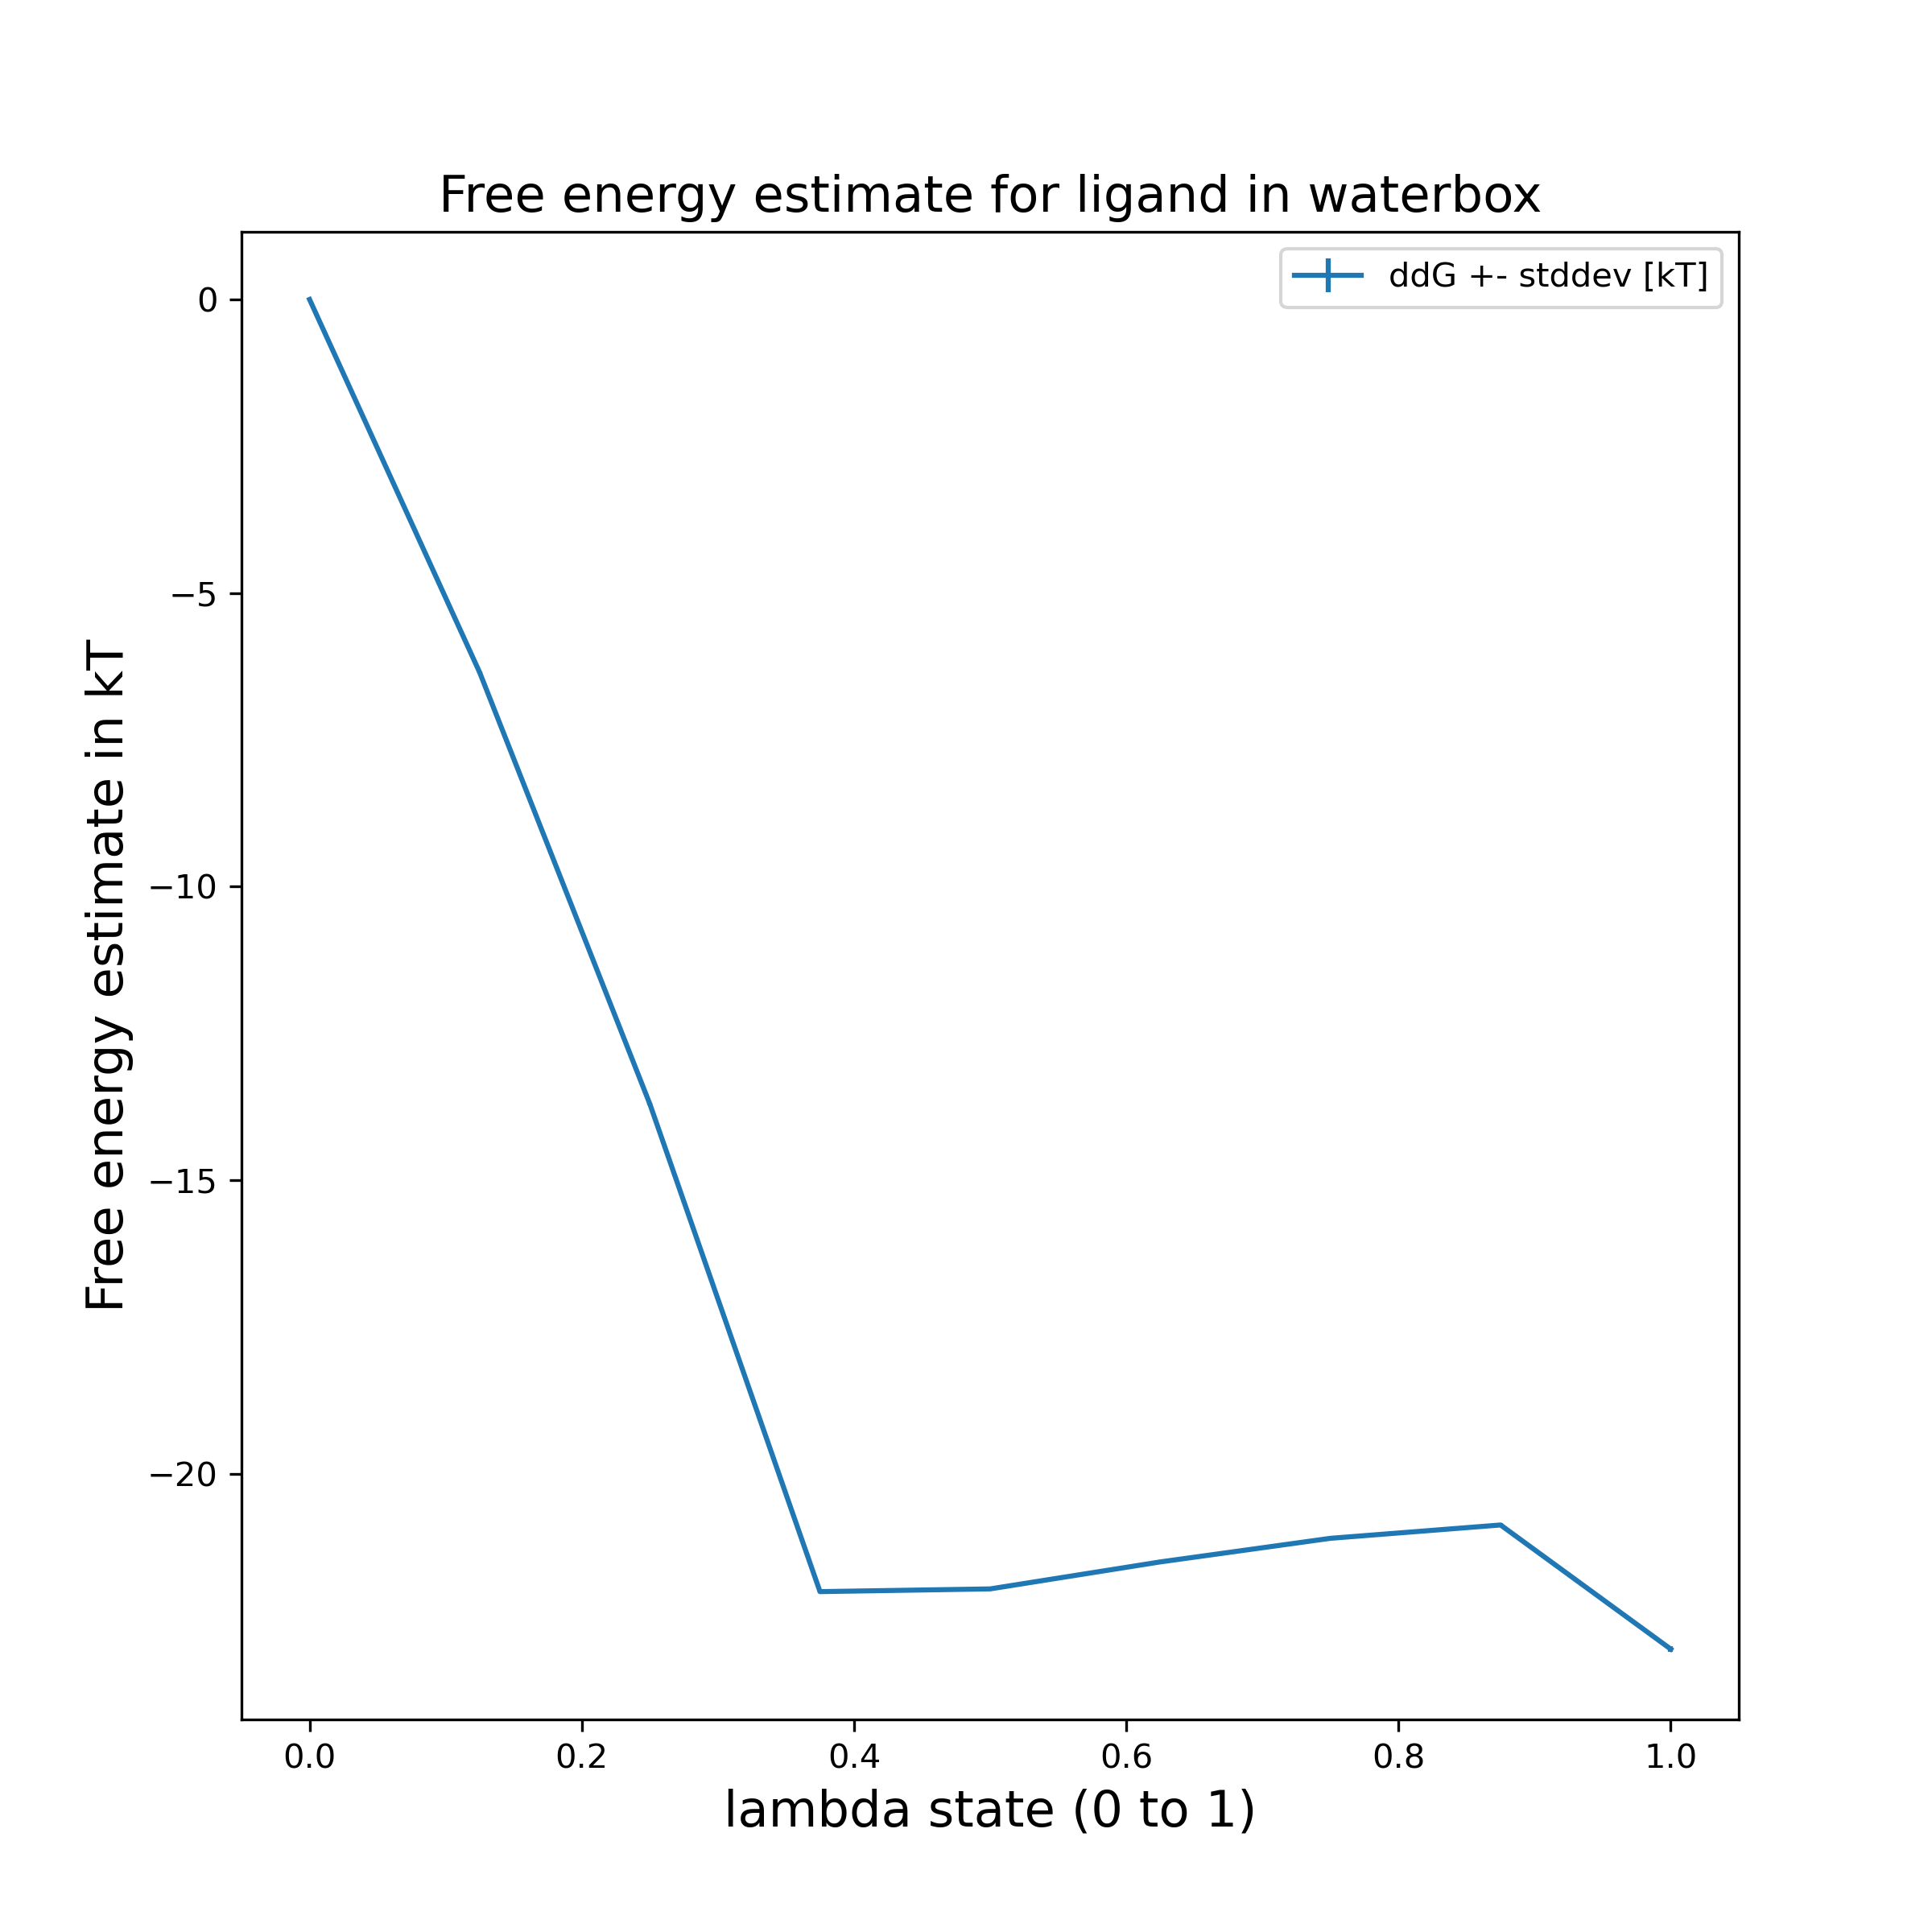 Free energy estimate for ligand in waterbox
ddG +- stddev [kT]
Free energy estimate in kT
0
−5
−10
−15
−20
0.0 0.2 0.4 0.6 0.8 1.0
lambda state (0 to 1)